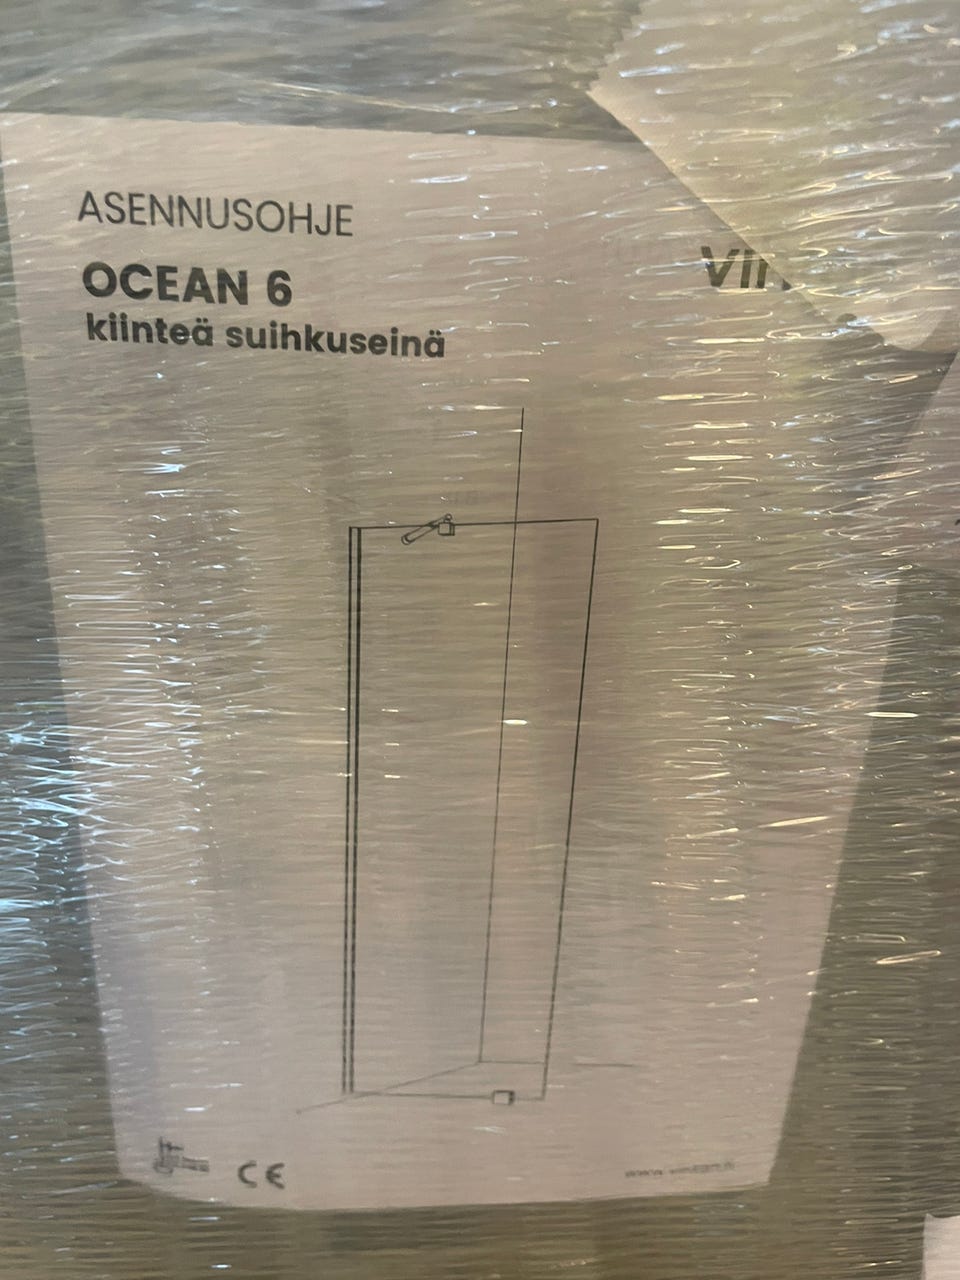 ASENNUSOHJE
OCEAN 6
kiinteä suihkuseinä
CE